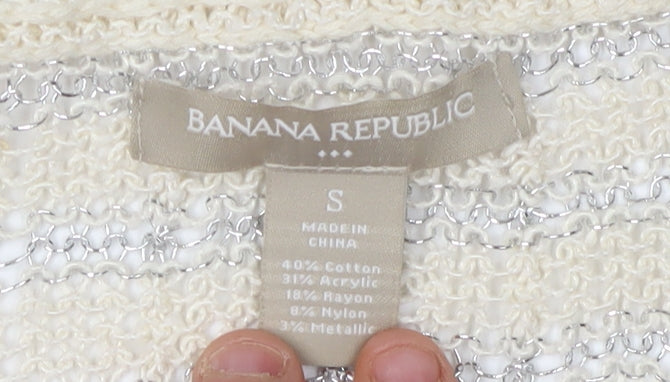 BANANA REPUBLIC
S
MADE IN
CHINA
40% Cotton
31% Acrylic
18% Rayon
8% Nylon
3% Metallic